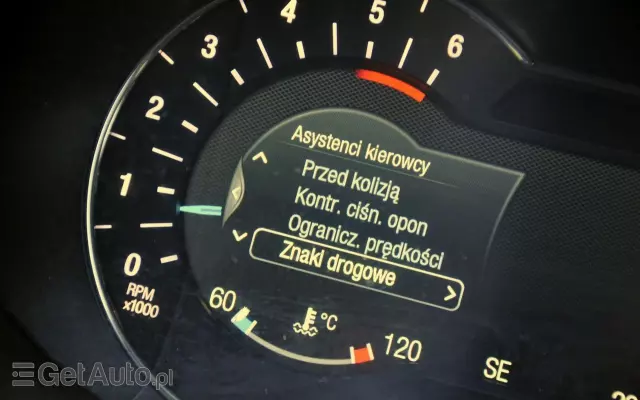 4
5
3
6
2
Asystenci kierowcy
Przed kolizją
1
Kontr. ciśn. opon
Ogranicz. prędkości
Znaki drogowe
0
RPM
x1000
60
°C
120
SE
GetAuto.pl